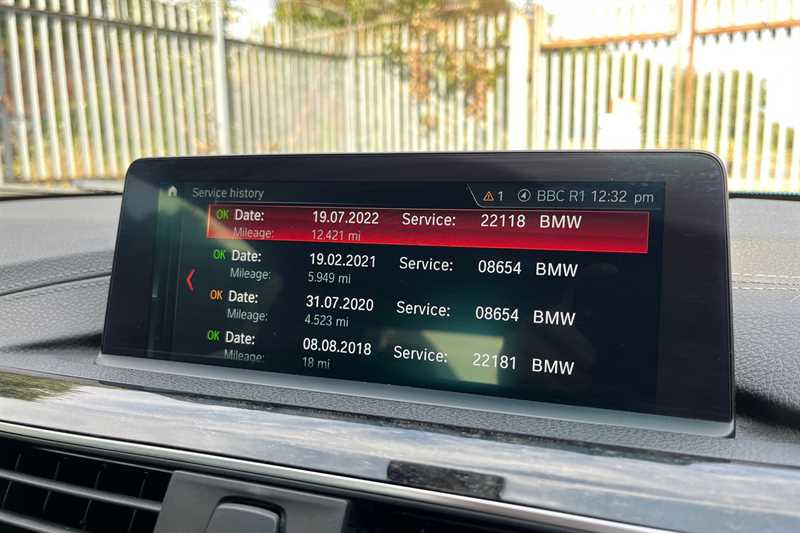 Service history
1 BBC R1 12:32 pm
OK Date: 19.07.2022 Service: 22118 BMW
Mileage: 12.421 mi
OK Date: 19.02.2021 Service: 08654 BMW
Mileage: 5.949 mi
OK Date: 31.07.2020 Service: 08654 BMW
Mileage: 4.523 mi
OK Date: 08.08.2018 Service: 22181 BMW
Mileage: 18 mi